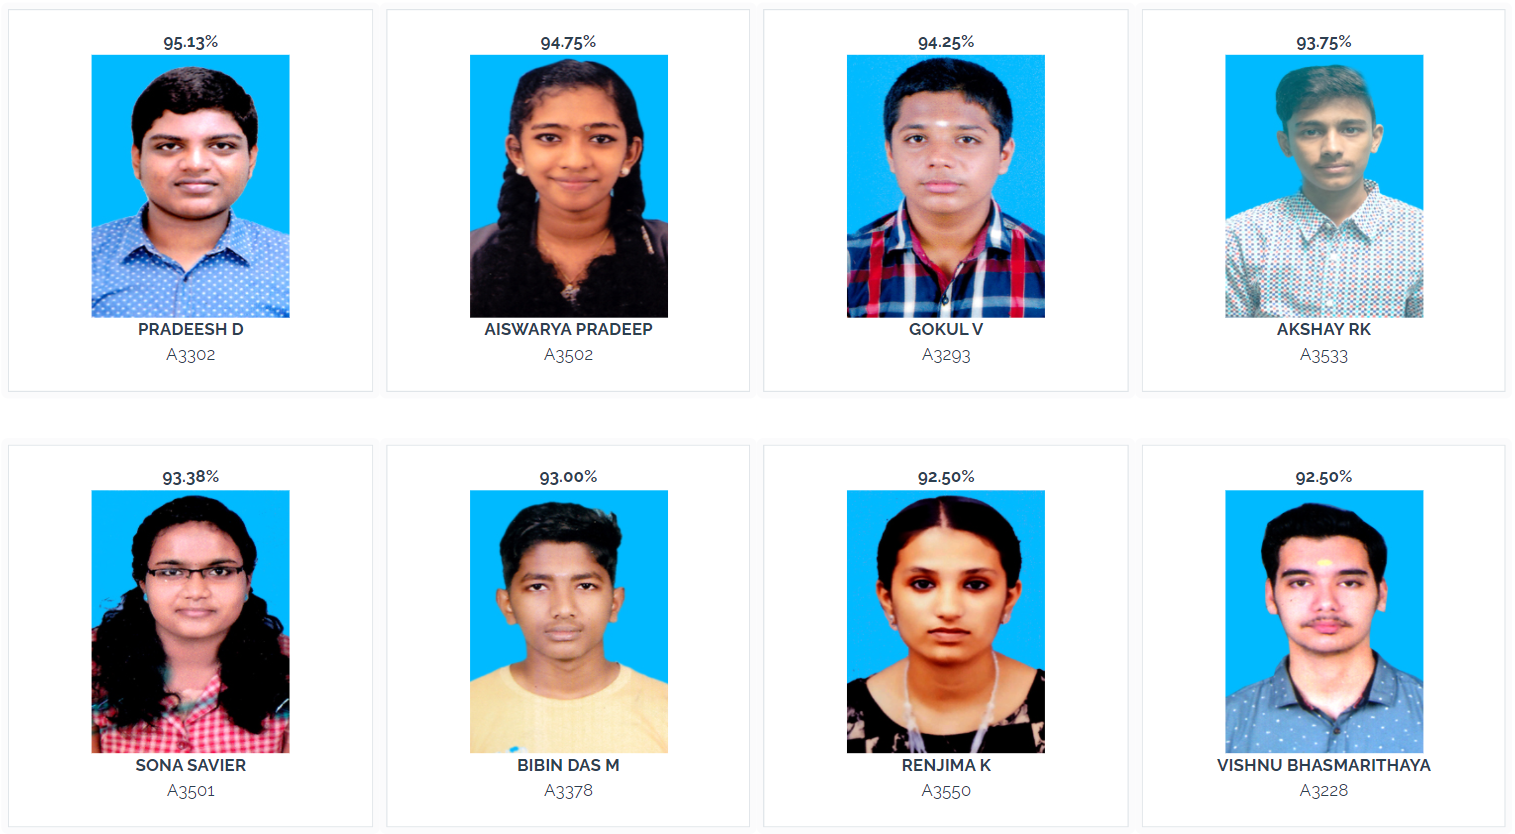 95.13%
94.75%
94.25%
93.75%
PRADEESH D
AISWARYA PRADEEP
GOKUL V
AKSHAY RK
A3302
A3502
A3293
A3533
93.38%
93.00%
92.50%
92.50%
SONA SAVIER
BIBIN DAS M
RENJIMA K
VISHNU BHASMARITHAYA
A3501
A3378
A3550
A3228